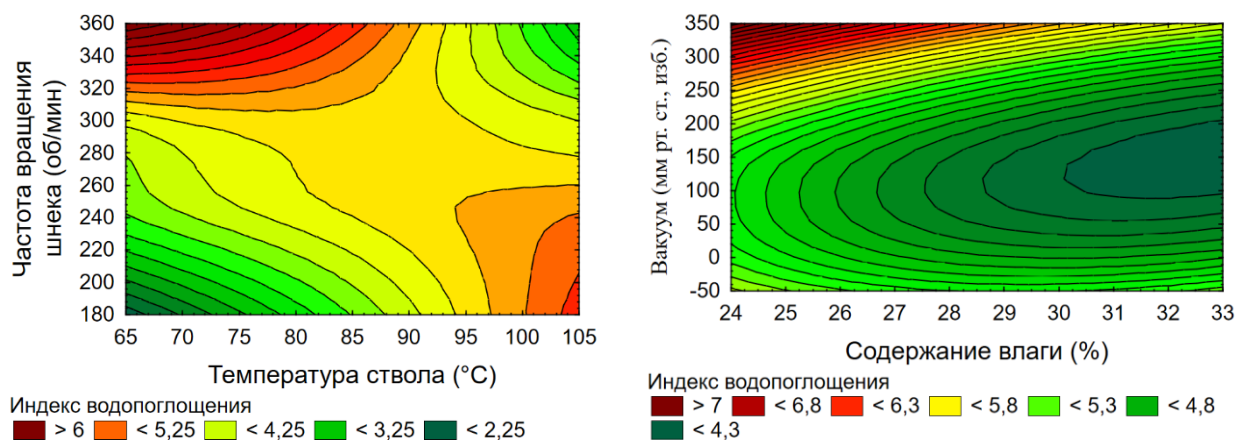 360
340
320
300
280
260
240
220
200
180
Частота вращения
шнека (об/мин)
65 70 75 80 85 90 95 100 105
Температура ствола (°C)
Индекс водопоглощения
> 6 < 5,25 < 4,25 < 3,25 < 2,25
350
300
250
200
150
100
50
0
-50
Вакуум (мм рт. ст., изб.)
24 25 26 27 28 29 30 31 32 33
Содержание влаги (%)
Индекс водопоглощения
> 7 < 6,8 < 6,3 < 5,8 < 5,3 < 4,8
< 4,3